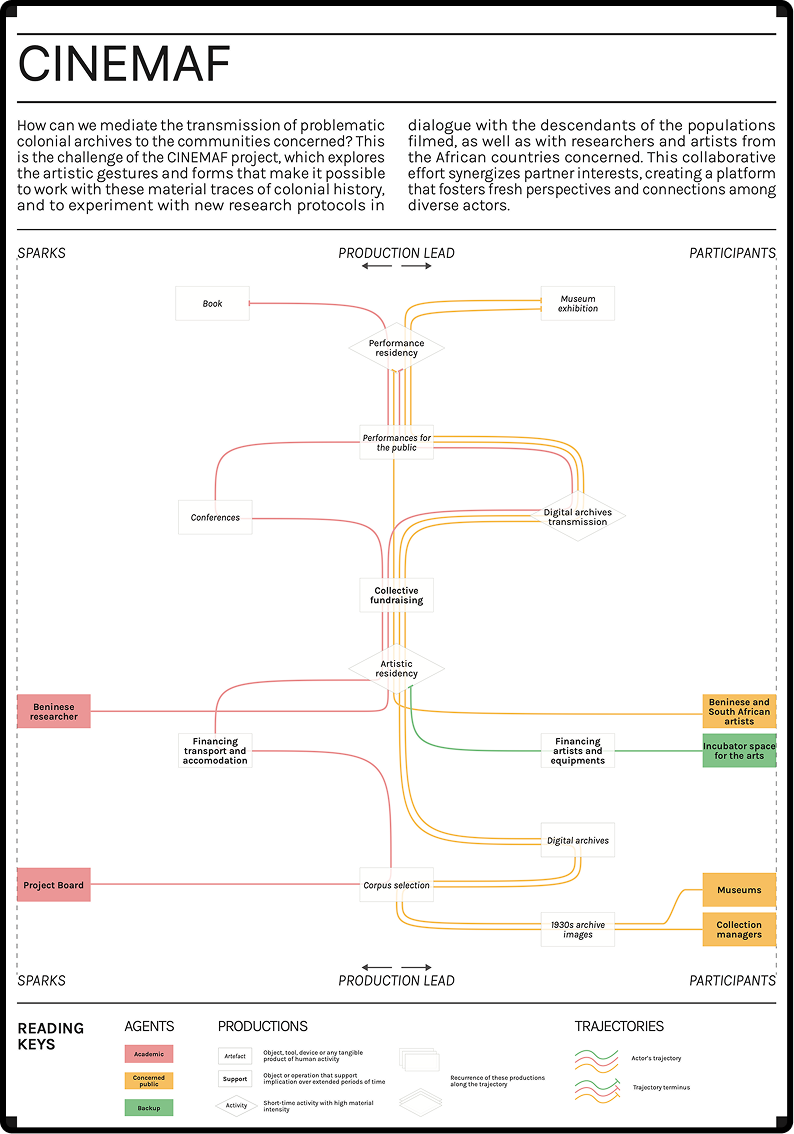 CINEMAF
How can we mediate the transmission of problematic
colonial archives to the communities concerned? This
is the challenge of the CINEMAF project, which explores
the artistic gestures and forms that make it possible
to work with these material traces of colonial history,
and to experiment with new research protocols in
dialogue with the descendants of the populations
filmed, as well as with researchers and artists from
the African countries concerned. This collaborative
effort synergizes partner interests, creating a platform
that fosters fresh perspectives and connections among
diverse actors.
SPARKS
PRODUCTION LEAD
PARTICIPANTS
Book
Museum
exhibition
Performance
residency
Performances for
the public
Conferences
Digital archives
transmission
Collective
fundraising
Artistic
residency
Beninese
researcher
Beninese and
South African
artists
Financing
transport and
accomodation
Financing
artists and
equipments
Incubator space
for the arts
Digital archives
Project Board
Corpus selection
Museums
1930s archive
images
Collection
managers
SPARKS
PRODUCTION LEAD
PARTICIPANTS
READING
KEYS
AGENTS
Academic
Concerned
public
Backup
PRODUCTIONS
Artefact
Object, tool, device or any tangible
product of human activity
Support
Object or operation that support
implication over extended periods of time
Activity
Short-time activity with high material
intensity
Recurrence of these productions
along the trajectory
TRAJECTORIES
Actor's trajectory
Trajectory terminus